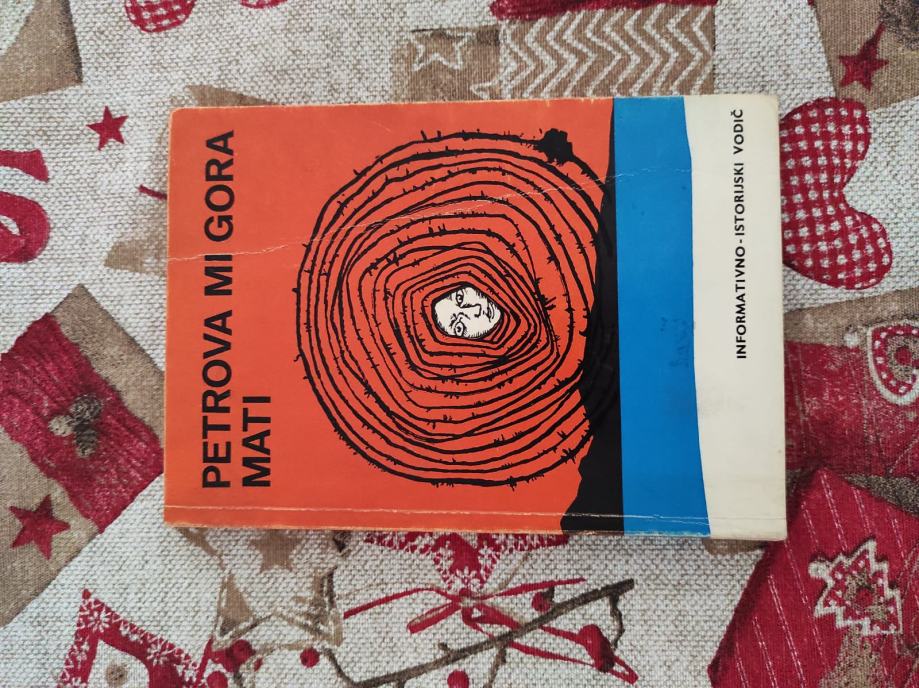 PETROVA MI GORA
MATI
INFORMATIVNO-ISTORIJSKI VODIČ